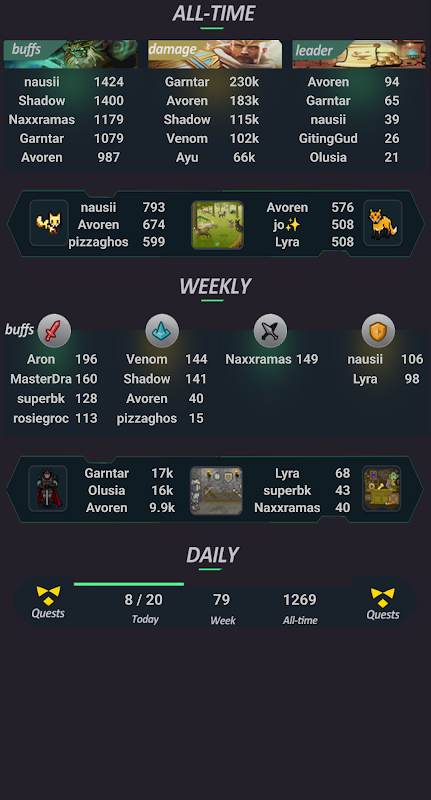 ALL-TIME
buffs damage leader
nausii 1424 Garntar 230k Avoren 94
Shadow 1400 Avoren 183k Garntar 65
Naxxramas 1179 Shadow 115k nausii 39
Garntar 1079 Venom 102k GitingGud 26
Avoren 987 Ayu 66k Olusia 21
nausii 793 Avoren 576
Avoren 674 jo✨ 508
pizzaghos 599 Lyra 508
WEEKLY
buffs
Aron 196 Venom 144 Naxxramas 149 nausii 106
MasterDra 160 Shadow 141 Lyra 98
superbk 128 Avoren 40
rosiegroc 113 pizzaghos 15
Garntar 17k Lyra 68
Olusia 16k superbk 43
Avoren 9.9k Naxxramas 40
DAILY
8 / 20 79 1269
Quests Today Week All-time Quests